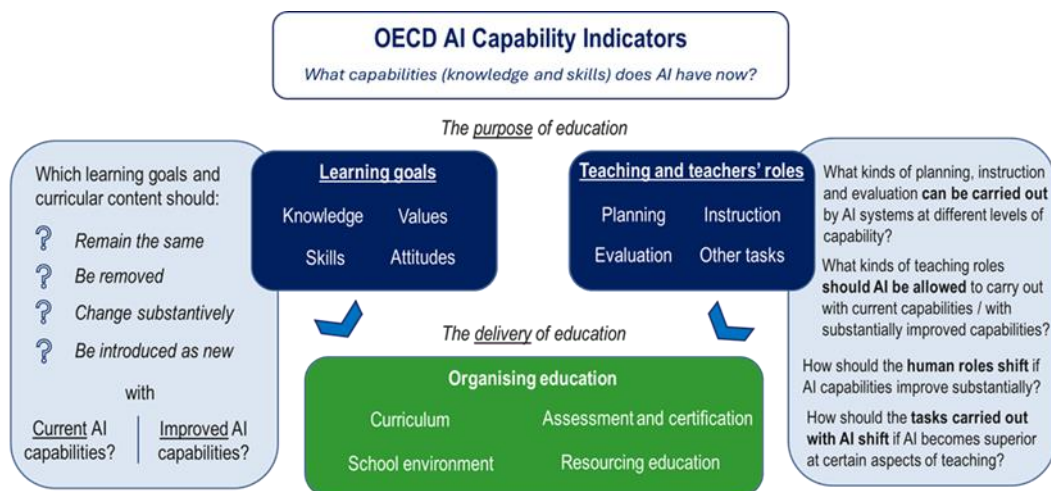 OECD AI Capability Indicators
What capabilities (knowledge and skills) does AI have now?
The purpose of education
Which learning goals and
curricular content should:
? Remain the same
? Be removed
? Change substantively
? Be introduced as new
with
Current AI
capabilities?
Improved AI
capabilities?
Learning goals
Knowledge Values
Skills Attitudes
Teaching and teachers' roles
Planning Instruction
Evaluation Other tasks
What kinds of planning, instruction
and evaluation can be carried out
by AI systems at different levels of
capability?
What kinds of teaching roles
should AI be allowed to carry out
with current capabilities / with
substantially improved capabilities?
How should the human roles shift if
AI capabilities improve substantially?
How should the tasks carried out
with AI shift if AI becomes superior
at certain aspects of teaching?
The delivery of education
Organising education
Curriculum Assessment and certification
School environment Resourcing education